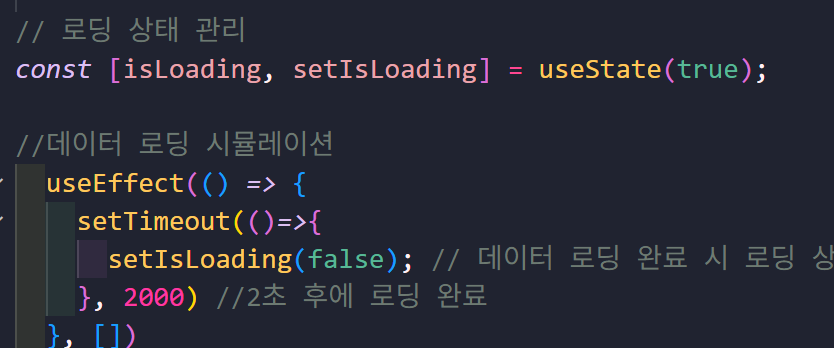 // 로딩 상태 관리
const [isLoading, setIsLoading] = useState(true);
//데이터 로딩 시뮬레이션
useEffect(() => {
setTimeout(()=>{
setIsLoading(false); // 데이터 로딩 완료 시 로딩 상
}, 2000) //2초 후에 로딩 완료
}, [])